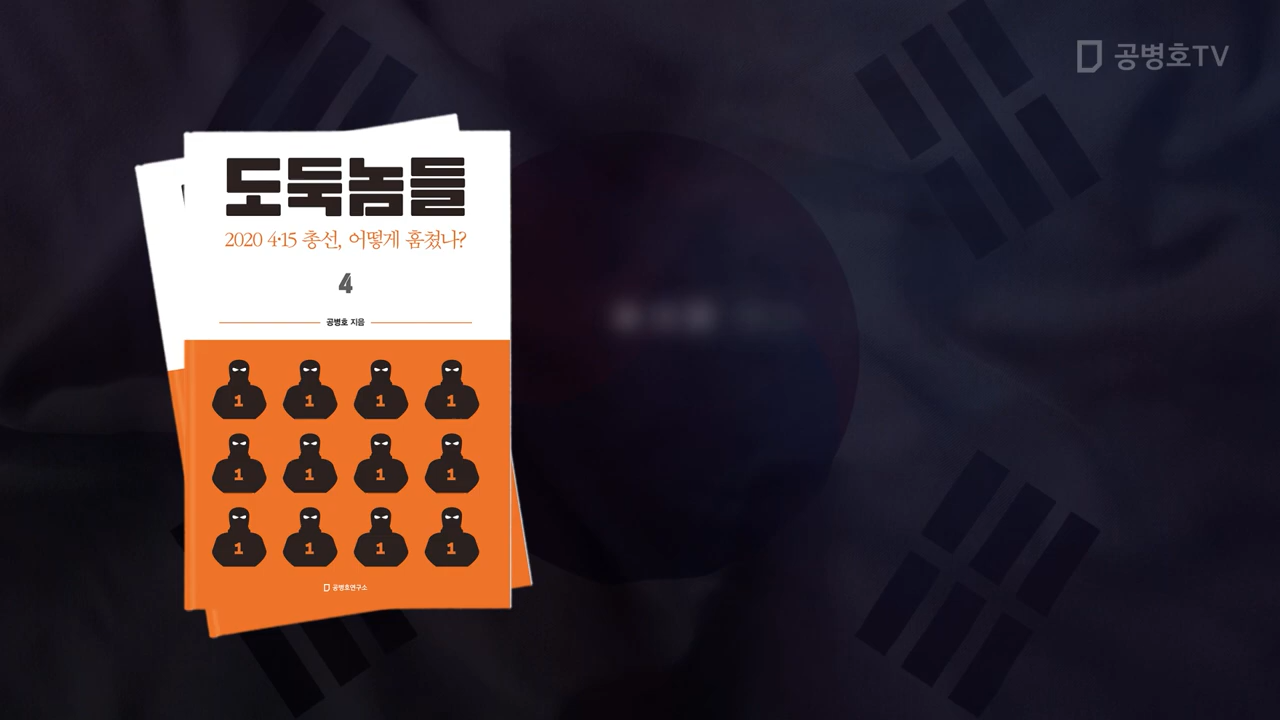 공병호TV
도둑놈들
2020 4·15 총선, 어떻게 훔쳤나?
4
공병호 지음
1 1 1 1
1 1 1 1
1 1 1 1
공병호연구소